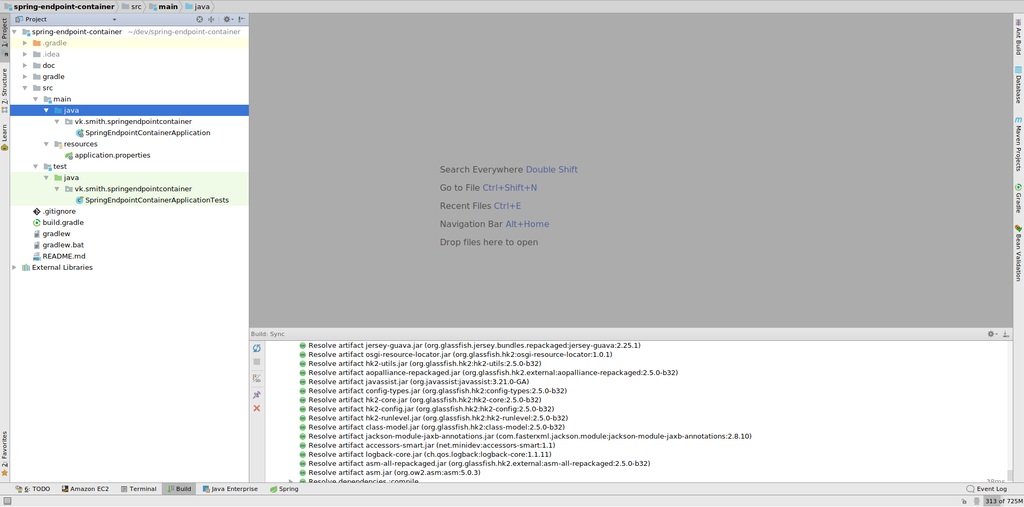 spring-endpoint-container src main java
Project
spring-endpoint-container ~/dev/spring-endpoint-container
.gradle
.idea
doc
gradle
src
main
java
vk.smith.springendpointcontainer
SpringEndpointContainerApplication
resources
application.properties
test
java
vk.smith.springendpointcontainer
SpringEndpointContainerApplicationTests
.gitignore
build.gradle
gradlew
gradlew.bat
README.md
External Libraries
Project
Z: Structure
Learn
2: Favorites
Search Everywhere Double Shift
Go to File Ctrl+Shift+N
Recent Files Ctrl+E
Navigation Bar Alt+Home
Drop files here to open
Ant Build
Database
Maven Projects
Gradle
Bean Validation
Build: Sync
Resolve artifact jersey-guava.jar (org.glassfish.jersey.bundles.repackaged:jersey-guava:2.25.1)
Resolve artifact osgi-resource-locator.jar (org.glassfish.hk2:osgi-resource-locator:1.0.1)
Resolve artifact hk2-utils.jar (org.glassfish.hk2:hk2-utils:2.5.0-b32)
Resolve artifact aopalliance-repackaged.jar (org.glassfish.hk2.external:aopalliance-repackaged:2.5.0-b32)
Resolve artifact javassist.jar (org.javassist:javassist:3.21.0-GA)
Resolve artifact config-types.jar (org.glassfish.hk2:config-types:2.5.0-b32)
Resolve artifact hk2-core.jar (org.glassfish.hk2:hk2-core:2.5.0-b32)
Resolve artifact hk2-config.jar (org.glassfish.hk2:hk2-config:2.5.0-b32)
Resolve artifact hk2-runlevel.jar (org.glassfish.hk2:hk2-runlevel:2.5.0-b32)
Resolve artifact class-model.jar (org.glassfish.hk2:class-model:2.5.0-b32)
Resolve artifact jackson-module-jaxb-annotations.jar (com.fasterxml.jackson.module:jackson-module-jaxb-annotations:2.8.10)
Resolve artifact accessors-smart.jar (net.minidev:accessors-smart:1.1)
Resolve artifact logback-core.jar (ch.qos.logback:logback-core:1.1.11)
Resolve artifact asm-all-repackaged.jar (org.glassfish.hk2.external:asm-all-repackaged:2.5.0-b32)
Resolve artifact asm.jar (org.ow2.asm:asm:5.0.3)
Resolve dependencies :compile
6: TODO Amazon EC2 Terminal Build Java Enterprise Spring Event Log
313 of 725M